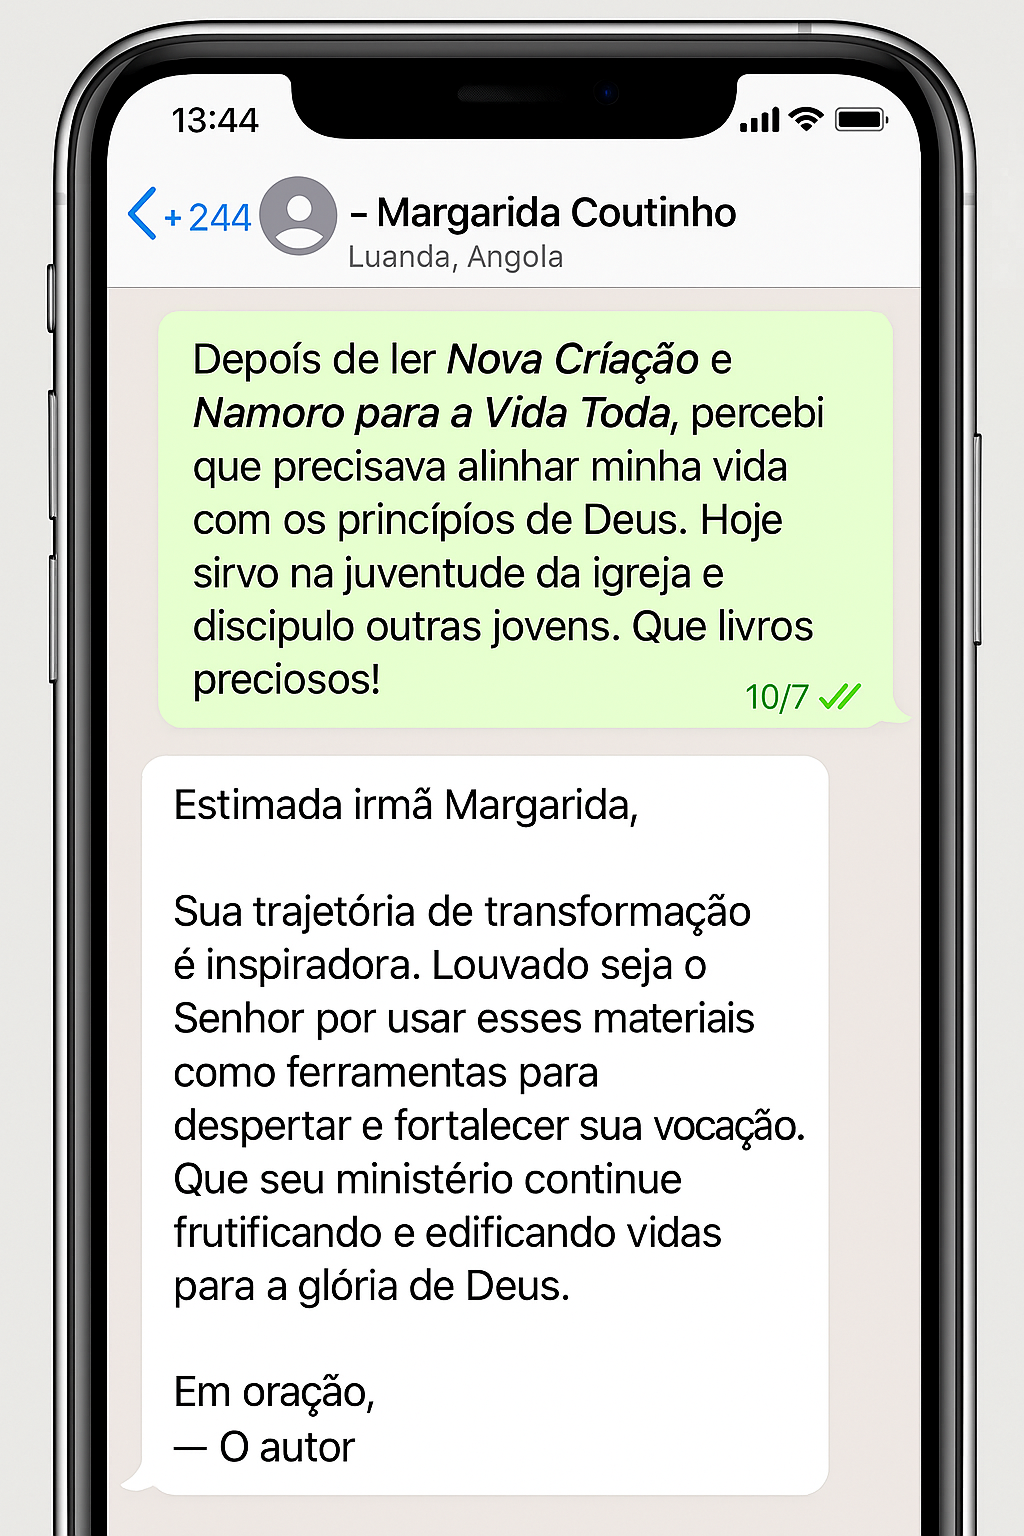 13:44
+244
- Margarida Coutinho
Luanda, Angola
Depoís de ler Nova Críação e
Namoro para a Vida Toda, percebi
que precisava alinhar minha vida
com os princípíos de Deus. Hoje
sirvo na juventude da igreja e
discipulo outras jovens. Que livros
preciosos!
10/7
Estimada irmã Margarida,
Sua trajetória de transformação
é inspiradora. Louvado seja o
Senhor por usar esses materiais
como ferramentas para
despertar e fortalecer sua vocação.
Que seu ministério continue
frutificando e edificando vidas
para a glória de Deus.
Em oração,
— O autor